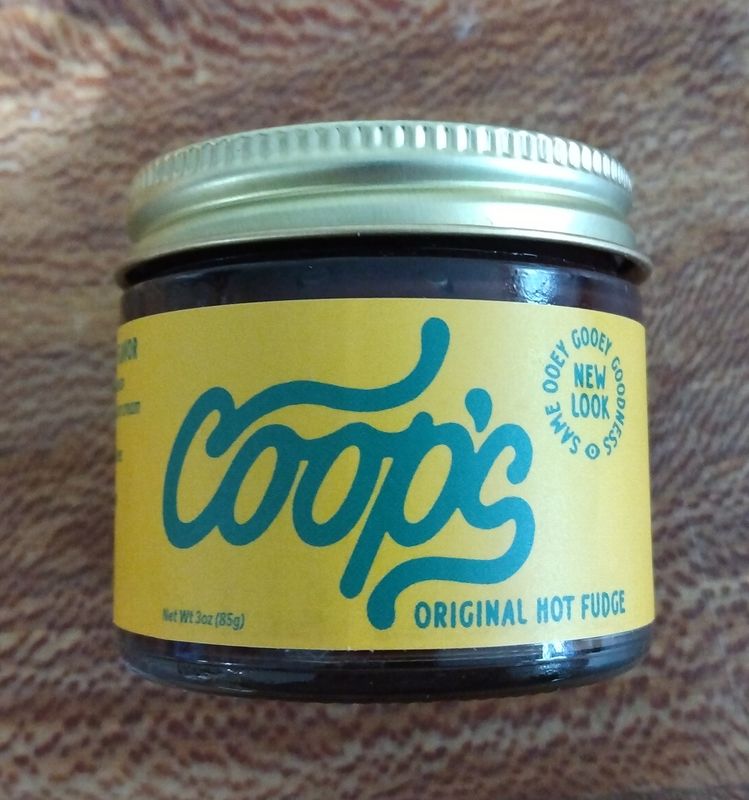 Coop's
SAME OOEY GOOEY GOODNESS
NEW
LOOK
Net Wt 3oz (85g)
ORIGINAL HOT FUDGE